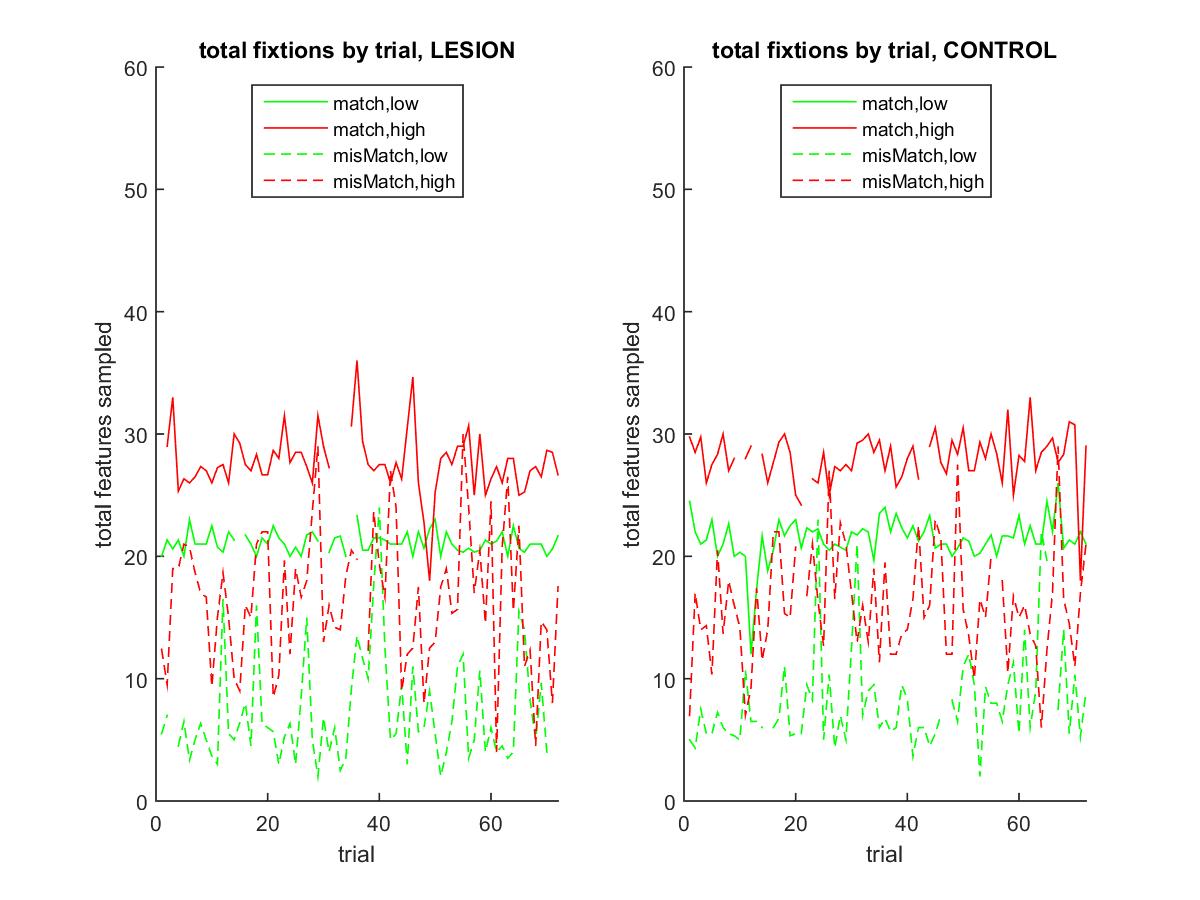 total fixtions by trial, LESION
60
50
40
30
20
10
0
total features sampled
match,low
match,high
misMatch,low
misMatch,high
0 20 40 60
trial
total fixtions by trial, CONTROL
60
50
40
30
20
10
0
total features sampled
match,low
match,high
misMatch,low
misMatch,high
0 20 40 60
trial